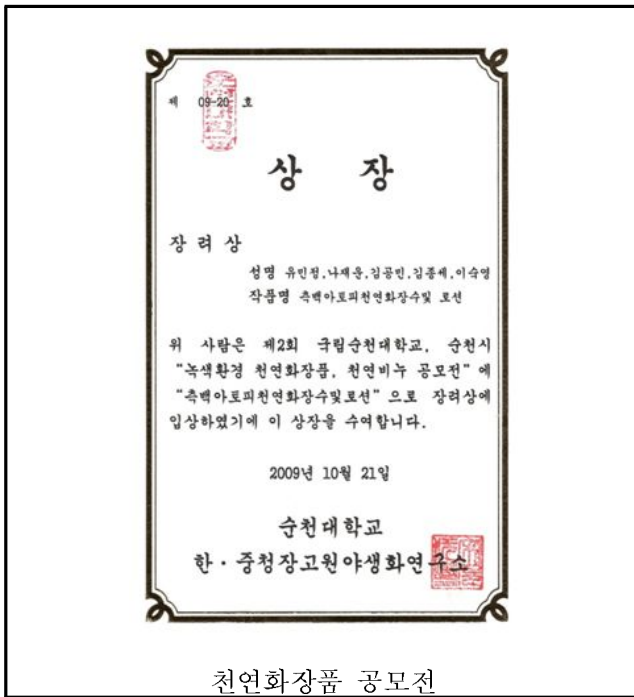 제 09-20 호
상 장
장 려 상
성명 유민정,나재운,김공민,김종세,이숙영
작품명 측백아토피천연화장수및 로션
위 사람은 제2회 국립순천대학교, 순천시
"녹색환경 천연화장품, 천연비누 공모전" 에
"측백아토피천연화장수및로션" 으로 장려상에
입상하였기에 이 상장을 수여합니다.
2009년 10월 21일
순천대학교
한 · 중청장고원야생화연구소
천연화장품 공모전